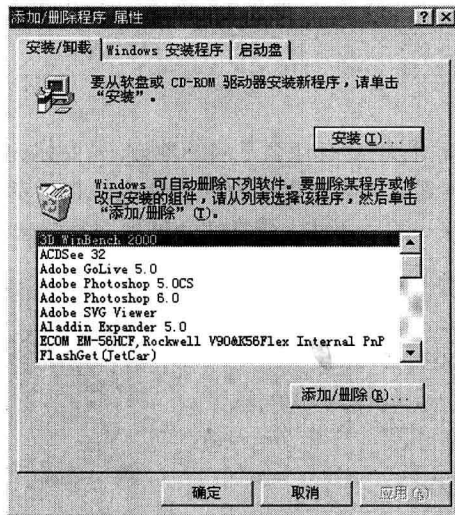 添加/删除程序 属性
安装/卸载
Windows 安装程序
启动盘
要从软盘或 CD-ROM 驱动器安装新程序，请单击
“安装”。
安装(I)...
Windows 可自动删除下列软件。要删除某程序或修
改已安装的组件，请从列表选择该程序，然后单击
“添加/删除”(T)。
3D WinBench 2000
ACDSee 32
Adobe GoLive 5.0
Adobe Photoshop 5.0CS
Adobe Photoshop 6.0
Adobe SVG Viewer
Aladdin Expander 5.0
ECOM EM-56HCF,Rockwell V90&K56Flex Internal PnP
FlashGet(JetCar)
添加/删除(R)...
确定
取消
应用(A)